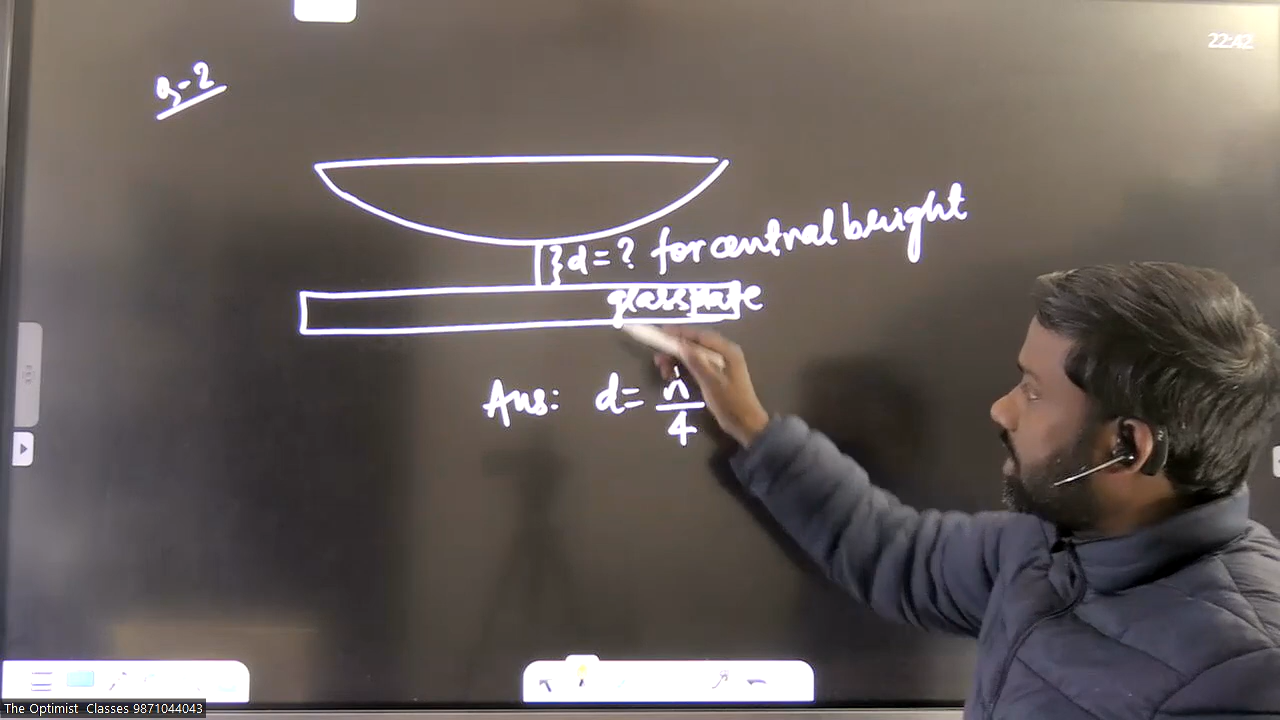 22:42
Q-2
} d = ? for central bright
glass plate
Ans: d = λ/4
The Optimist Classes 9871044043